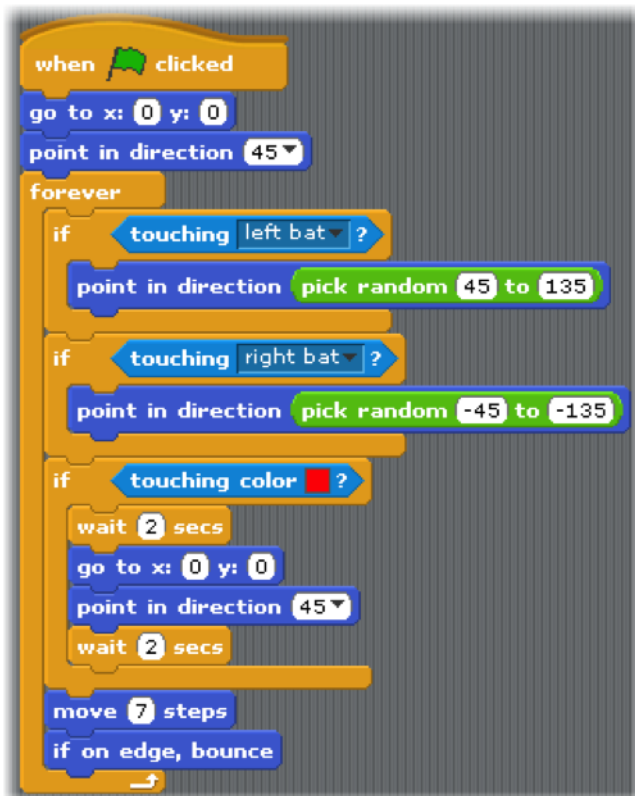 when clicked
go to x: 0 y: 0
point in direction 45
forever
if touching left bat ?
point in direction pick random 45 to 135
if touching right bat ?
point in direction pick random -45 to -135
if touching color ?
wait 2 secs
go to x: 0 y: 0
point in direction 45
wait 2 secs
move 7 steps
if on edge, bounce